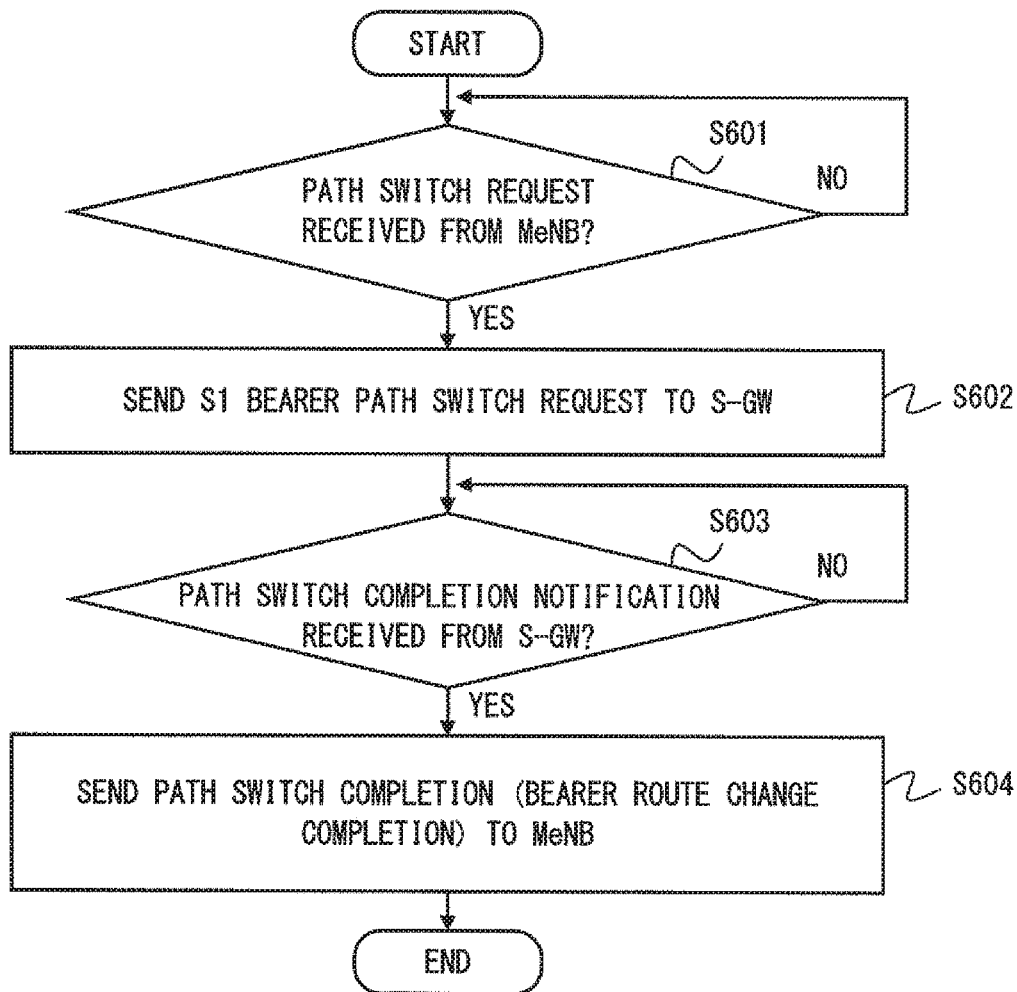 START
S601
NO
PATH SWITCH REQUEST
RECEIVED FROM MeNB?
YES
SEND S1 BEARER PATH SWITCH REQUEST TO S-GW
S602
S603
NO
PATH SWITCH COMPLETION NOTIFICATION
RECEIVED FROM S-GW?
YES
SEND PATH SWITCH COMPLETION (BEARER ROUTE CHANGE
COMPLETION) TO MeNB
S604
END